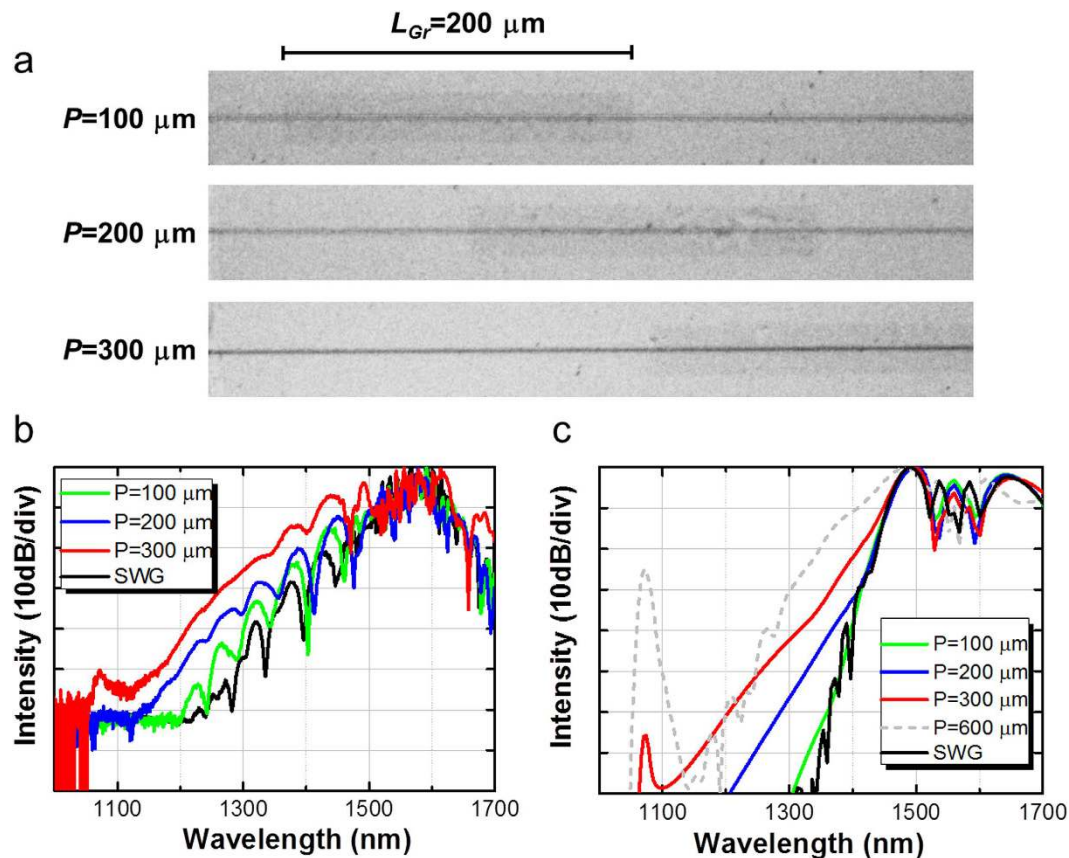 L_Gr=200 μm
a
P=100 μm
P=200 μm
P=300 μm
b
c
P=100 μm
P=200 μm
P=300 μm
SWG
Intensity (10dB/div)
1100 1300 1500 1700
Wavelength (nm)
P=100 μm
P=200 μm
P=300 μm
P=600 μm
SWG
Intensity (10dB/div)
1100 1300 1500 1700
Wavelength (nm)